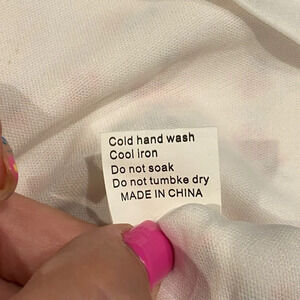 Cold hand wash
Cool iron
Do not soak
Do not tumbke dry
MADE IN CHINA